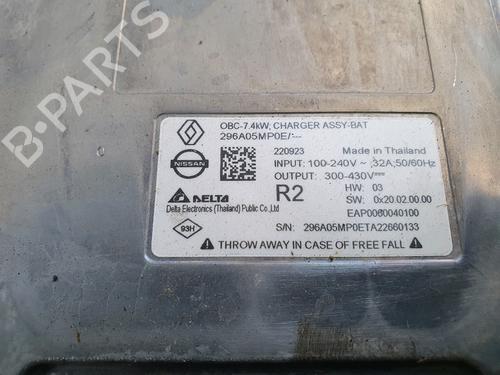 OBC-7.4kW, CHARGER ASSY-BAT
296A05MP0E/---
220923 Made in Thailand
NISSAN
INPUT: 100-240V ~ ,32A,50/60Hz
OUTPUT: 300-430V
R2 HW: 03
DELTA
SW: 0x20.02.00.00
Delta Electronics (Thailand) Public Co., Ltd
EAP0060040100
93H
S/N: 296A05MP0ETA22660133
THROW AWAY IN CASE OF FREE FALL
B-PARTS